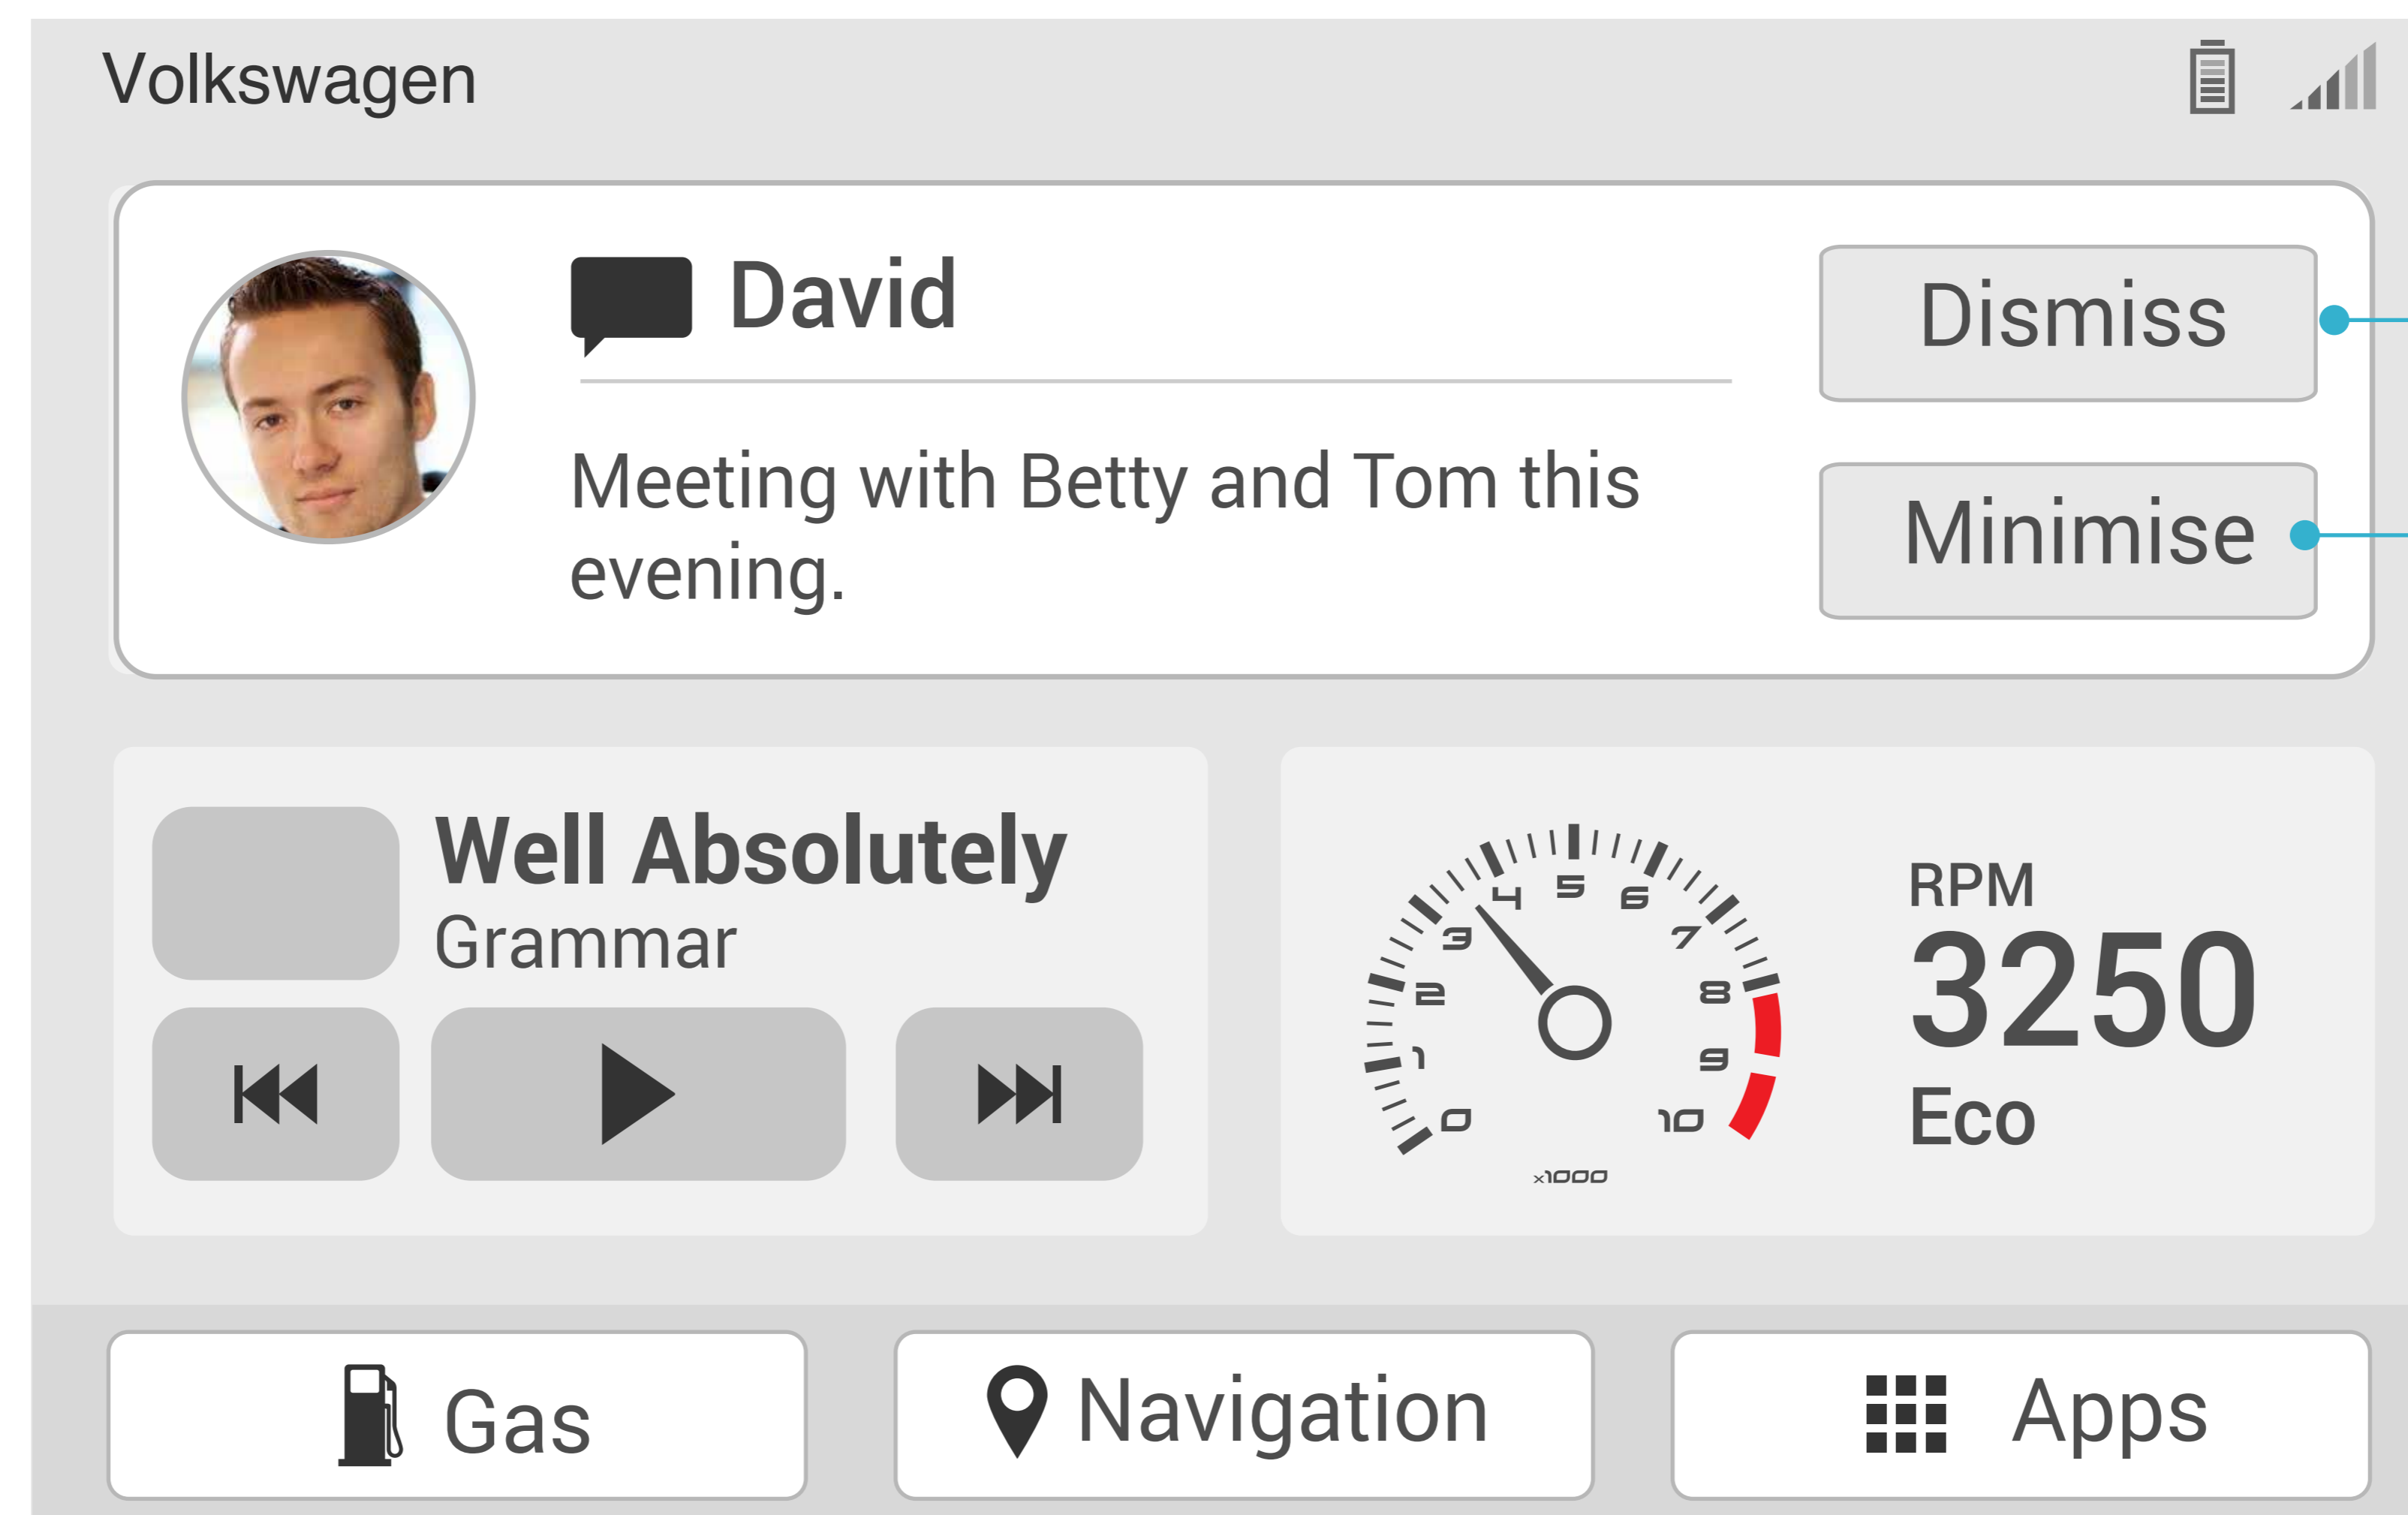 Volkswagen
David
Dismiss
Meeting with Betty and Tom this
evening.
Minimise
Well Absolutely
Grammar
0
1
2
3
4
5
6
7
8
9
10
x1000
RPM
3250
Eco
Gas
Navigation
Apps